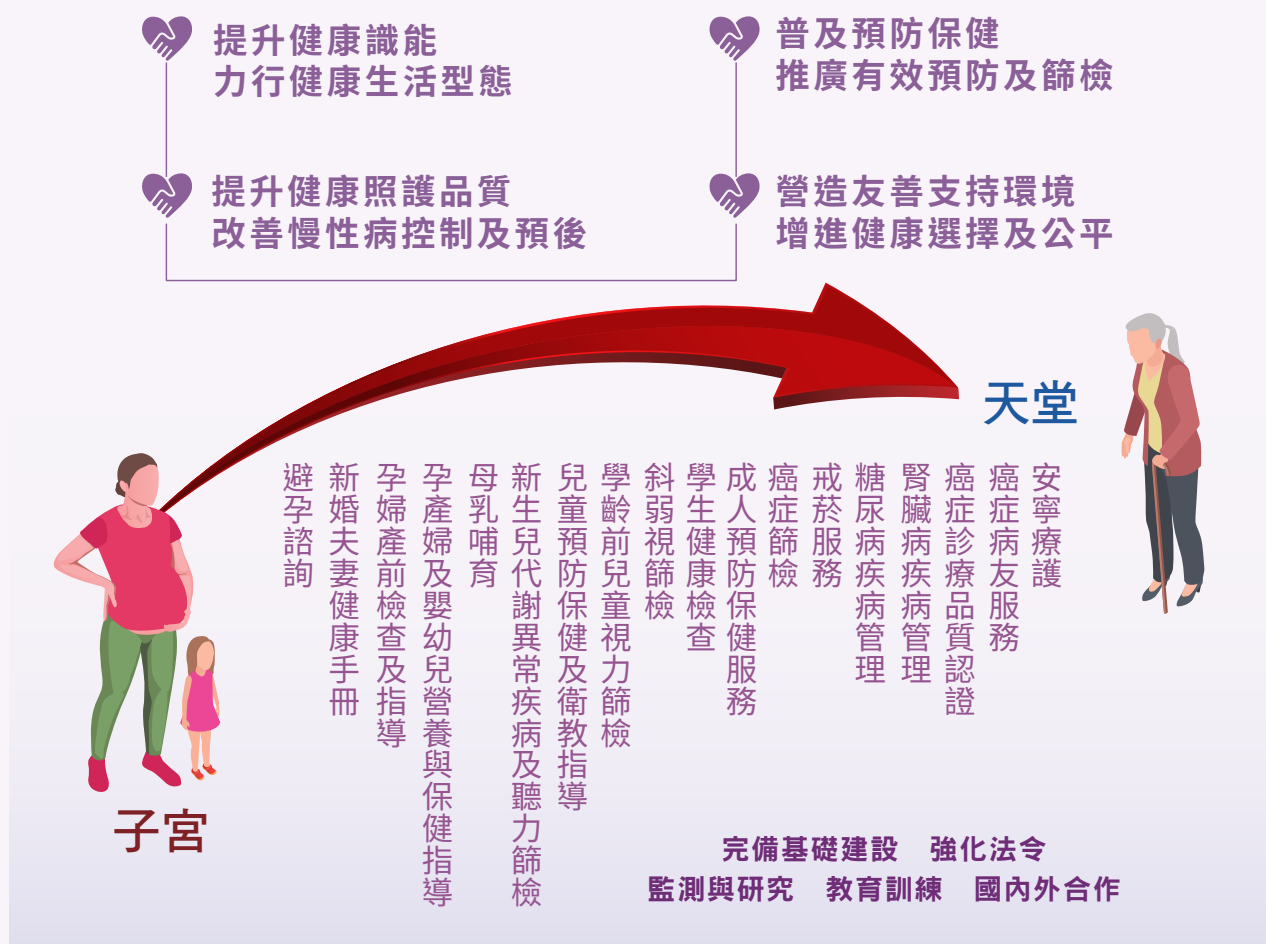 提升健康識能
力行健康生活型態
普及預防保健
推廣有效預防及篩檢
提升健康照護品質
改善慢性病控制及預後
營造友善支持環境
增進健康選擇及公平
天堂
避孕諮詢
新婚夫妻健康手冊
孕婦產前檢查及指導
孕產婦及嬰幼兒營養與保健指導
母乳哺育
新生兒代謝異常疾病及聽力篩檢
兒童預防保健及衛教指導
學齡前兒童視力篩檢
斜弱視篩檢
學生健康檢查
成人預防保健服務
癌症篩檢
戒菸服務
糖尿病疾病管理
腎臟病疾病管理
癌症診療品質認證
癌症病友服務
安寧療護
子宮
完備基礎建設　強化法令
監測與研究　教育訓練　國內外合作